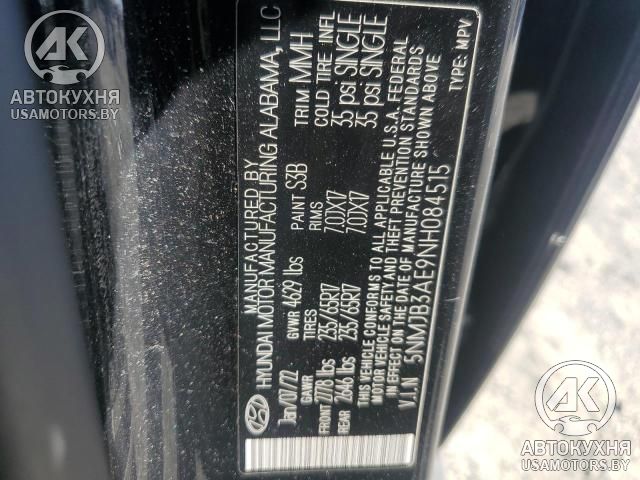 АВТОКУХНЯ
USAMOTORS.BY
MANUFACTURED BY
HYUNDAI MOTOR MANUFACTURING ALABAMA, LLC
Jan/07/22 GVWR 4629 lbs PAINT S3B TRIM MMH
GAWR TIRES RIMS COLD TIRE INFL
FRONT 2778 lbs 235/65R17 7.0JX17 35 psi. SINGLE
REAR 2646 lbs 235/65R17 7.0JX17 35 psi. SINGLE
THIS VEHICLE CONFORMS TO ALL APPLICABLE U.S.A. FEDERAL
MOTOR VEHICLE SAFETY AND THEFT PREVENTION STANDARDS
IN EFFECT ON THE DATE OF MANUFACTURE SHOWN ABOVE
V.I.N 5NMJB3AE9NH084515 TYPE: MPV
АВТОКУХНЯ
USAMOTORS.BY